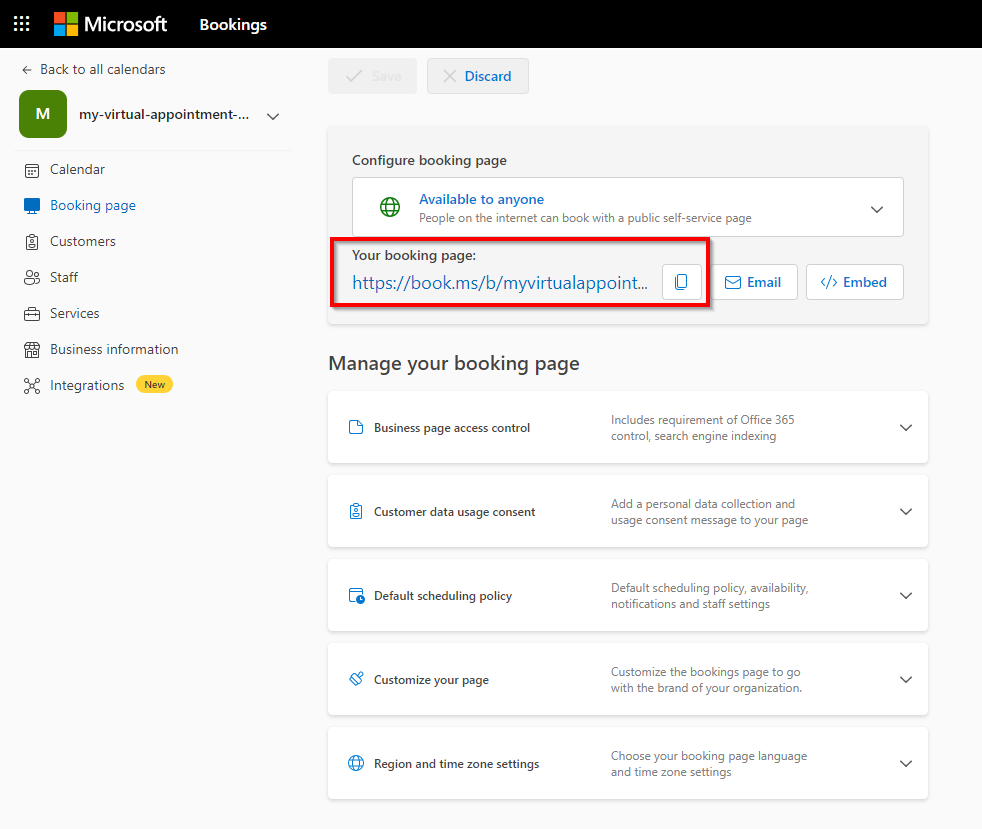 Microsoft Bookings
Back to all calendars
M
my-virtual-appointment-...
Calendar
Booking page
Customers
Staff
Services
Business information
Integrations New
Save Discard
Configure booking page
Available to anyone
People on the internet can book with a public self-service page
Your booking page:
https://book.ms/b/myvirtualappoint...
Email
Embed
Manage your booking page
Business page access control
Includes requirement of Office 365
control, search engine indexing
Customer data usage consent
Add a personal data collection and
usage consent message to your page
Default scheduling policy
Default scheduling policy, availability,
notifications and staff settings
Customize your page
Customize the bookings page to go
with the brand of your organization.
Region and time zone settings
Choose your booking page language
and time zone settings